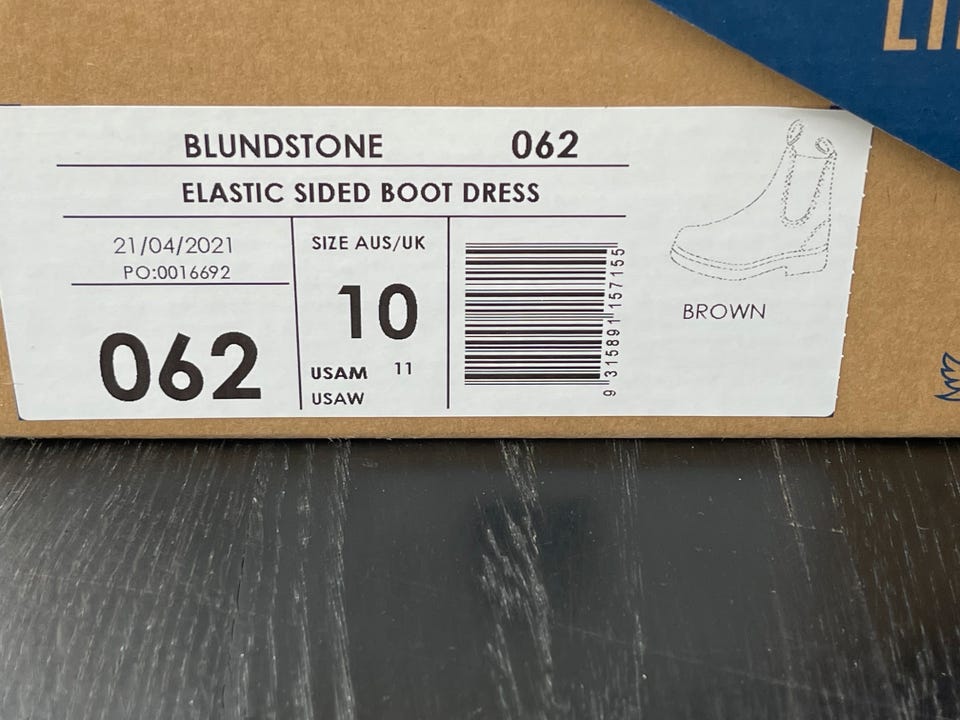 BLUNDSTONE 062
ELASTIC SIDED BOOT DRESS
21/04/2021
PO:0016692
062
SIZE AUS/UK
10
USAM 11
USAW
9 315891 157155
BROWN